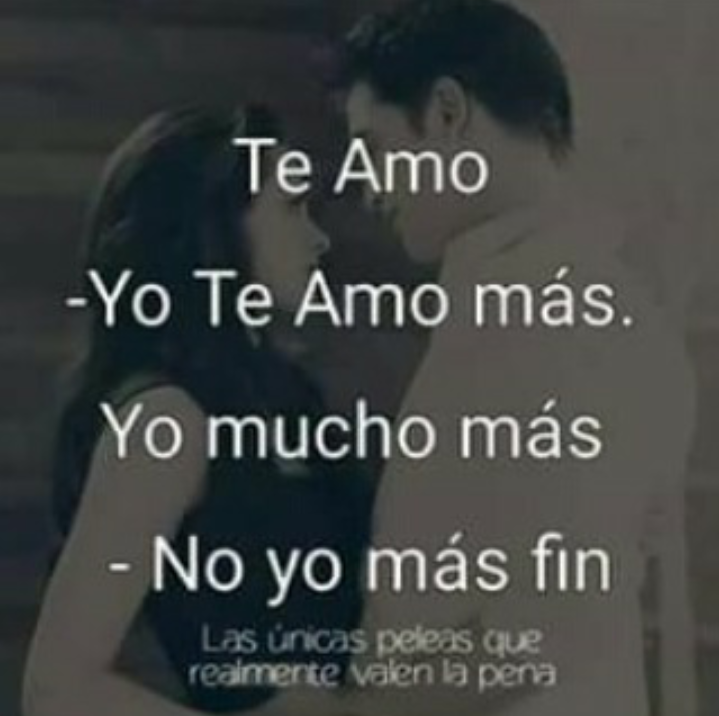 Te Amo
-Yo Te Amo más.
Yo mucho más
- No yo más fin
Las únicas peleas que
realmente valen la pena